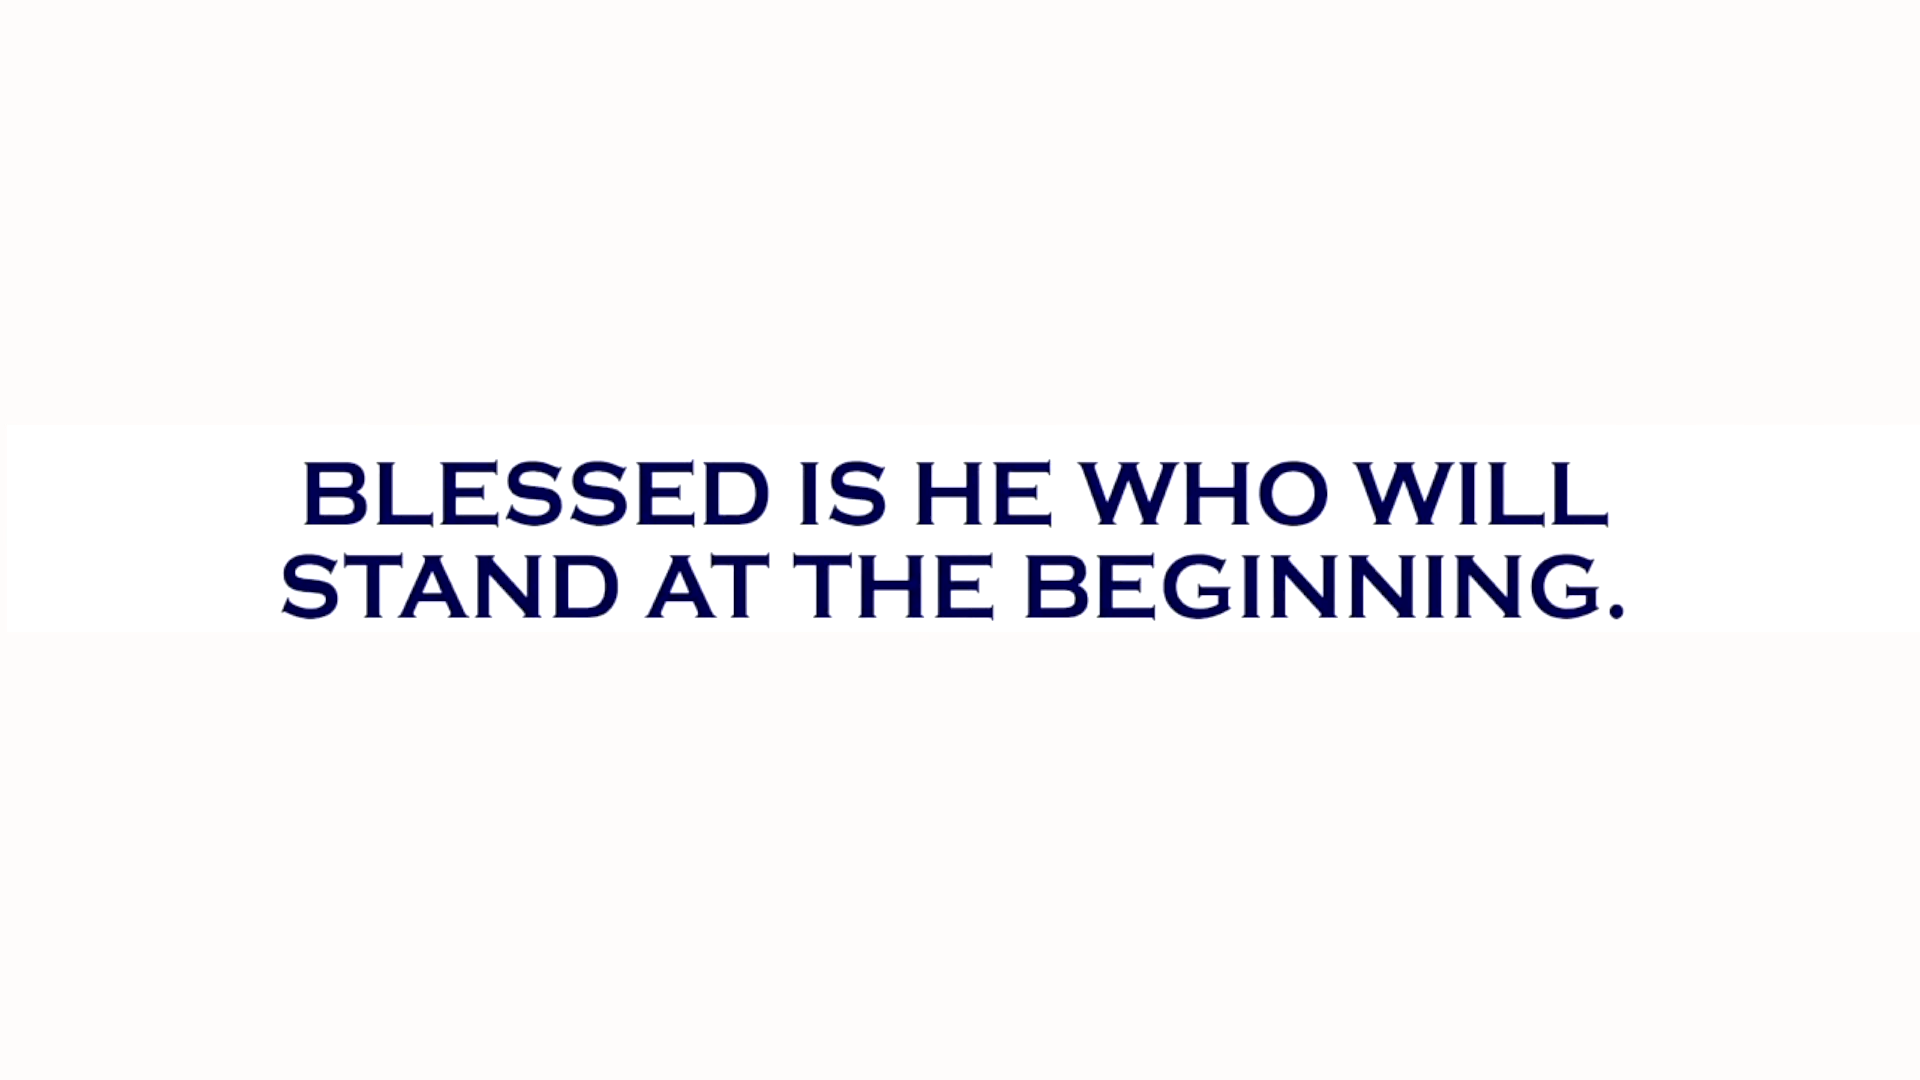 BLESSED IS HE WHO WILL
STAND AT THE BEGINNING.